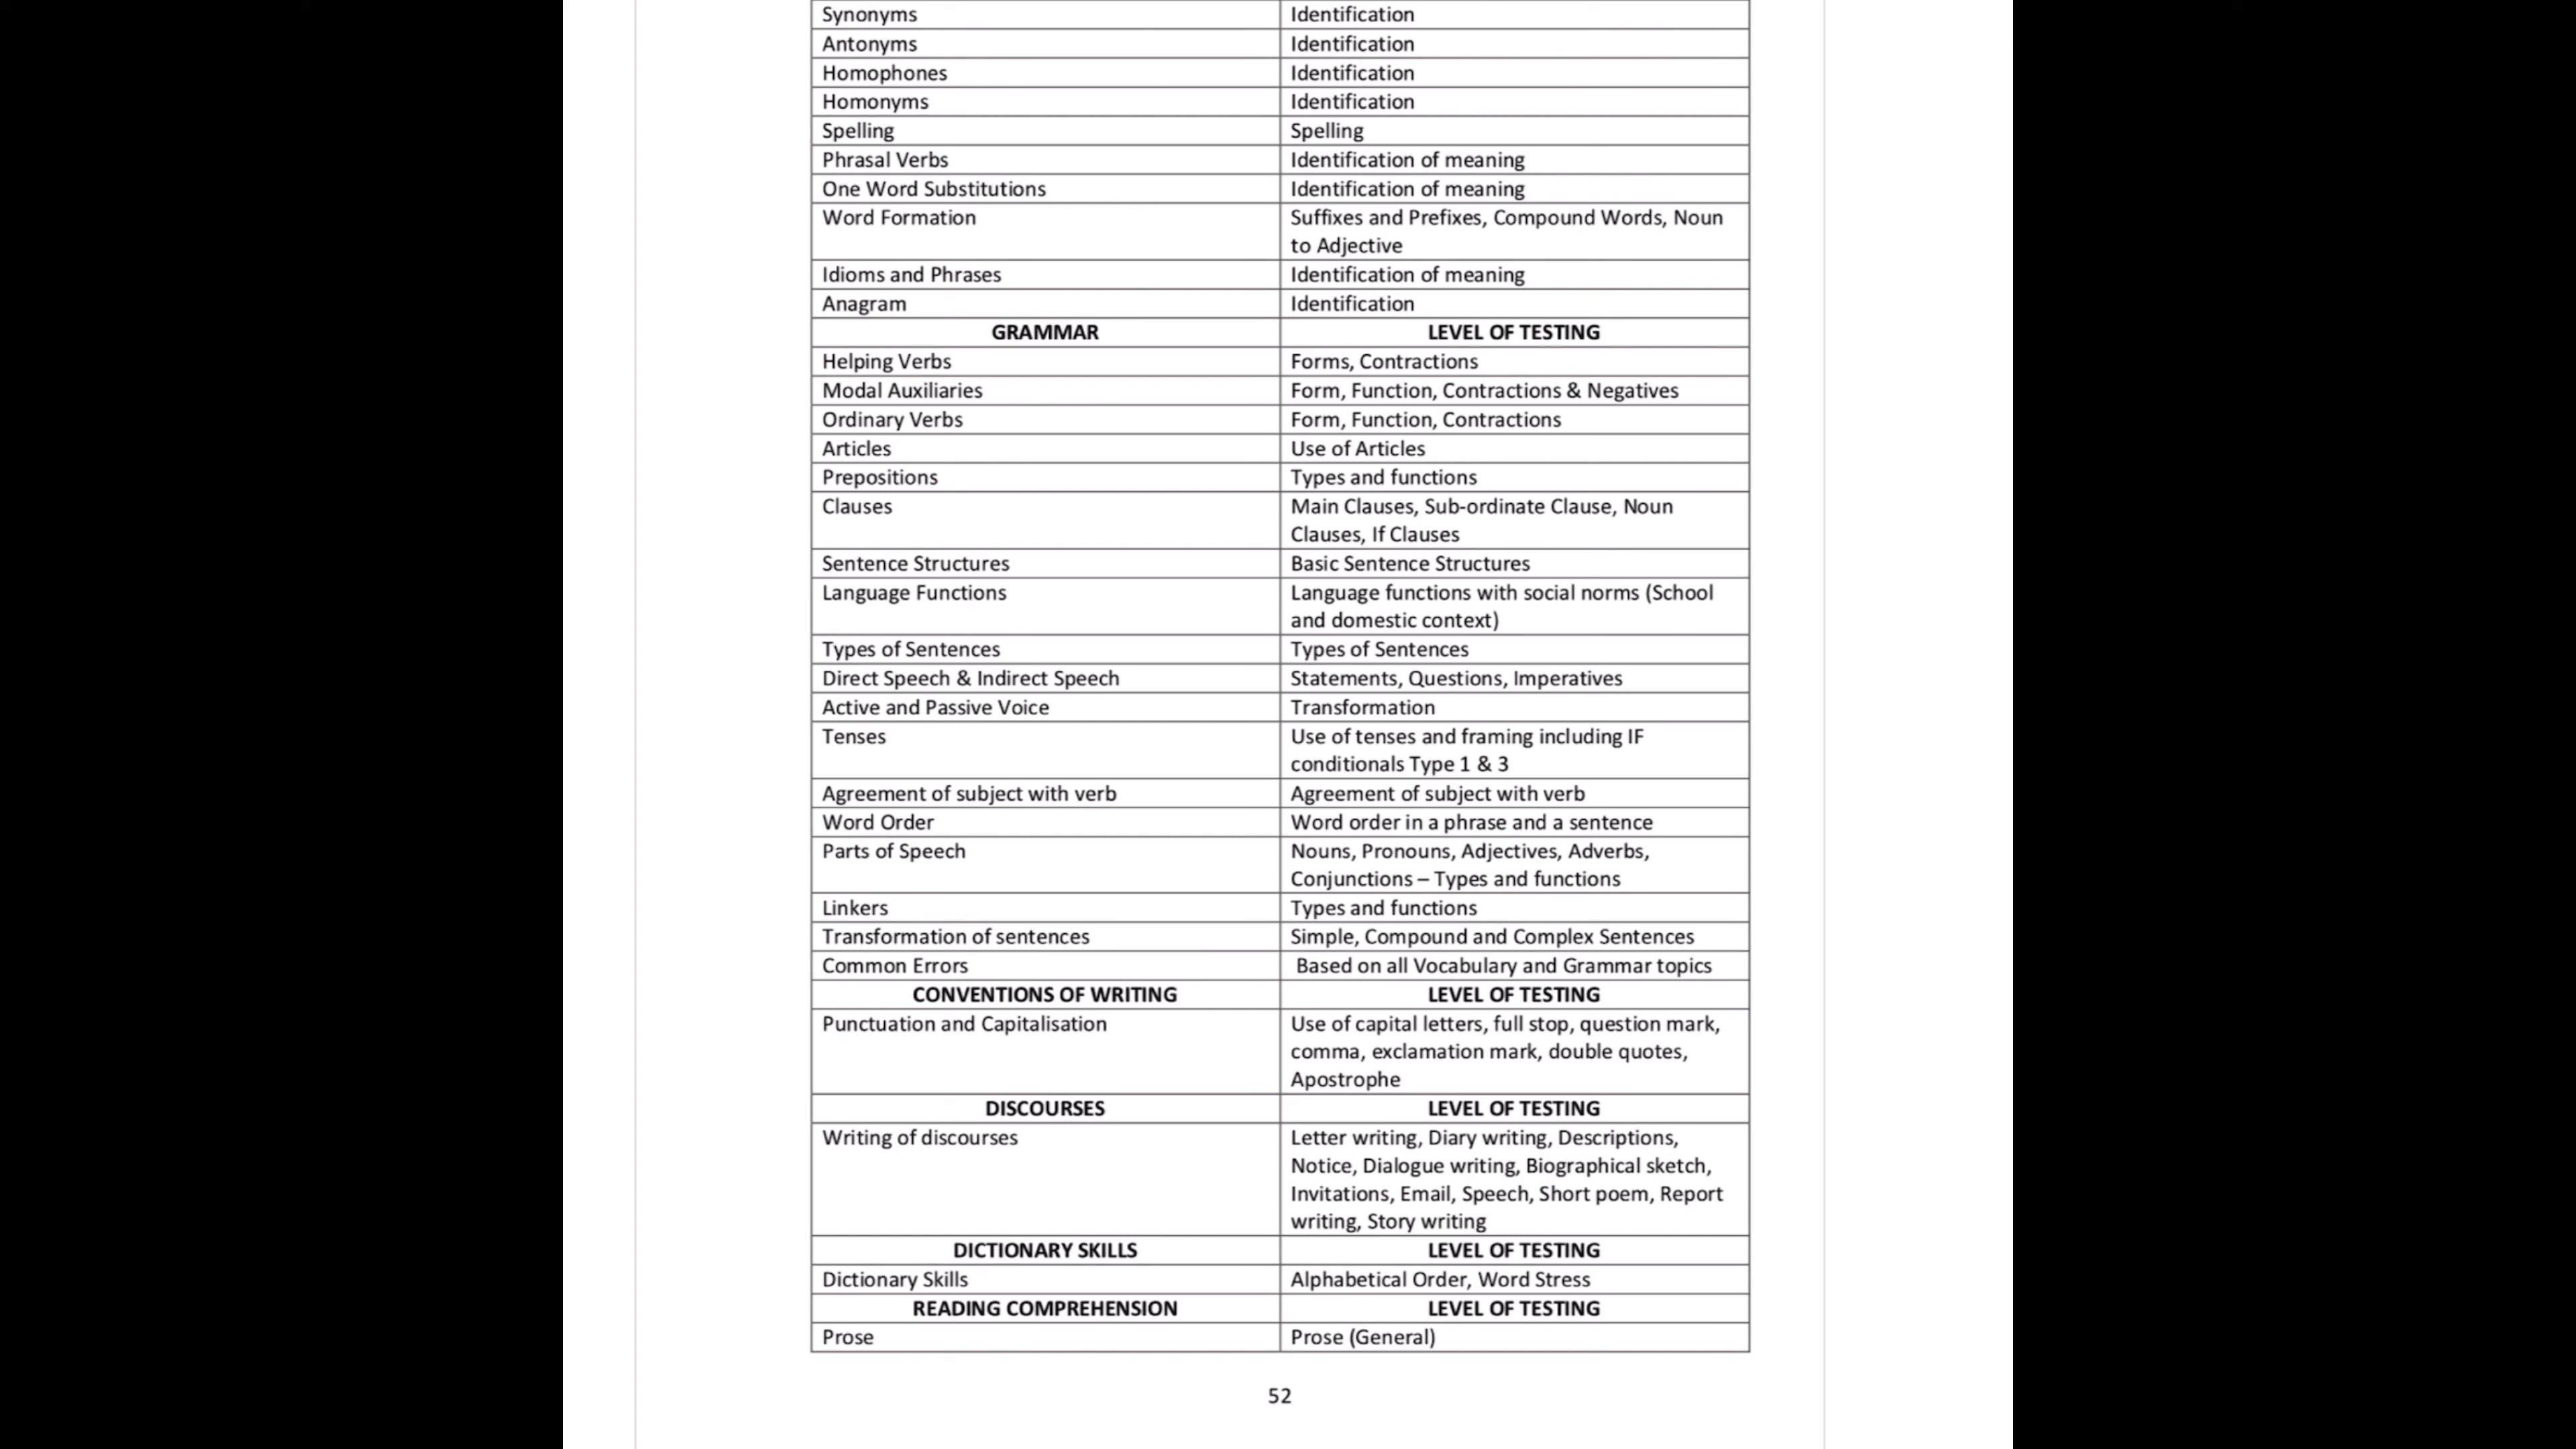 Synonyms Identification
Antonyms Identification
Homophones Identification
Homonyms Identification
Spelling Spelling
Phrasal Verbs Identification of meaning
One Word Substitutions Identification of meaning
Word Formation Suffixes and Prefixes, Compound Words, Noun
to Adjective
Idioms and Phrases Identification of meaning
Anagram Identification
GRAMMAR LEVEL OF TESTING
Helping Verbs Forms, Contractions
Modal Auxiliaries Form, Function, Contractions & Negatives
Ordinary Verbs Form, Function, Contractions
Articles Use of Articles
Prepositions Types and functions
Clauses Main Clauses, Sub-ordinate Clause, Noun
Clauses, If Clauses
Sentence Structures Basic Sentence Structures
Language Functions Language functions with social norms (School
and domestic context)
Types of Sentences Types of Sentences
Direct Speech & Indirect Speech Statements, Questions, Imperatives
Active and Passive Voice Transformation
Tenses Use of tenses and framing including IF
conditionals Type 1 & 3
Agreement of subject with verb Agreement of subject with verb
Word Order Word order in a phrase and a sentence
Parts of Speech Nouns, Pronouns, Adjectives, Adverbs,
Conjunctions – Types and functions
Linkers Types and functions
Transformation of sentences Simple, Compound and Complex Sentences
Common Errors Based on all Vocabulary and Grammar topics
CONVENTIONS OF WRITING LEVEL OF TESTING
Punctuation and Capitalisation Use of capital letters, full stop, question mark,
comma, exclamation mark, double quotes,
Apostrophe
DISCOURSES LEVEL OF TESTING
Writing of discourses Letter writing, Diary writing, Descriptions,
Notice, Dialogue writing, Biographical sketch,
Invitations, Email, Speech, Short poem, Report
writing, Story writing
DICTIONARY SKILLS LEVEL OF TESTING
Dictionary Skills Alphabetical Order, Word Stress
READING COMPREHENSION LEVEL OF TESTING
Prose Prose (General)
52